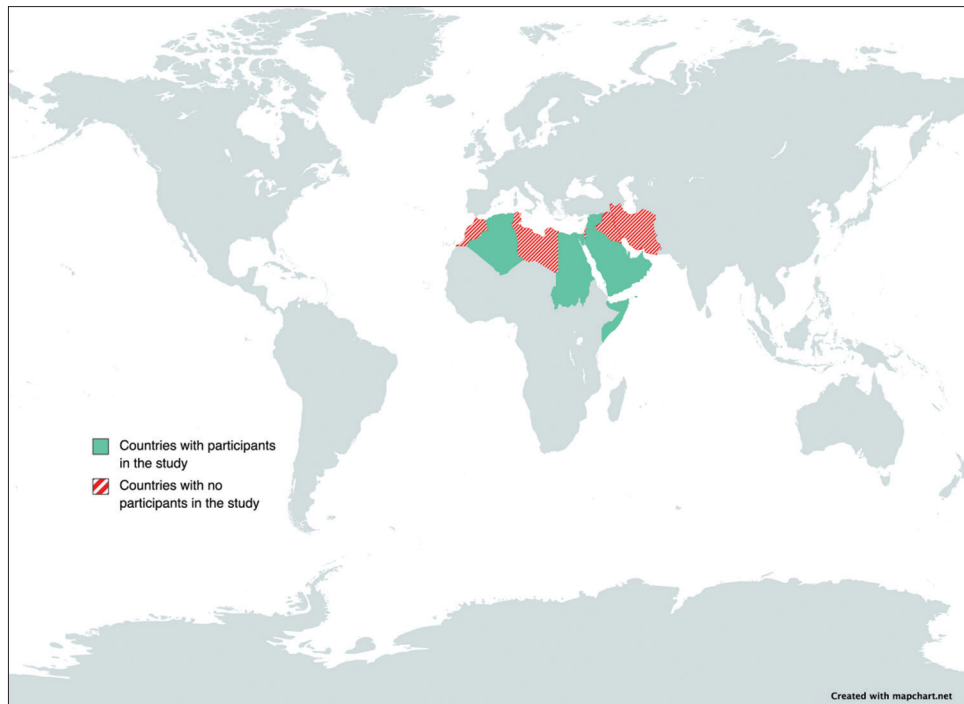 Countries with participants
in the study
Countries with no
participants in the study
Created with mapchart.net